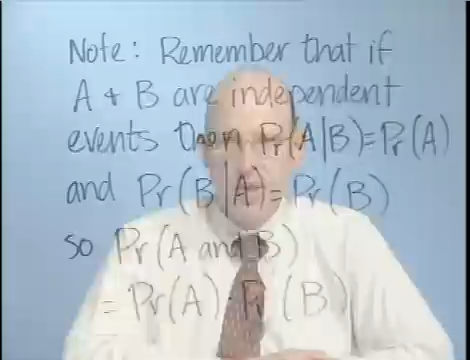 Note: Remember that if
A + B are independent
events then Pr(A|B)=Pr(A)
and Pr(B|A)=Pr(B)
so Pr(A and B)
= Pr(A)·Pr(B)